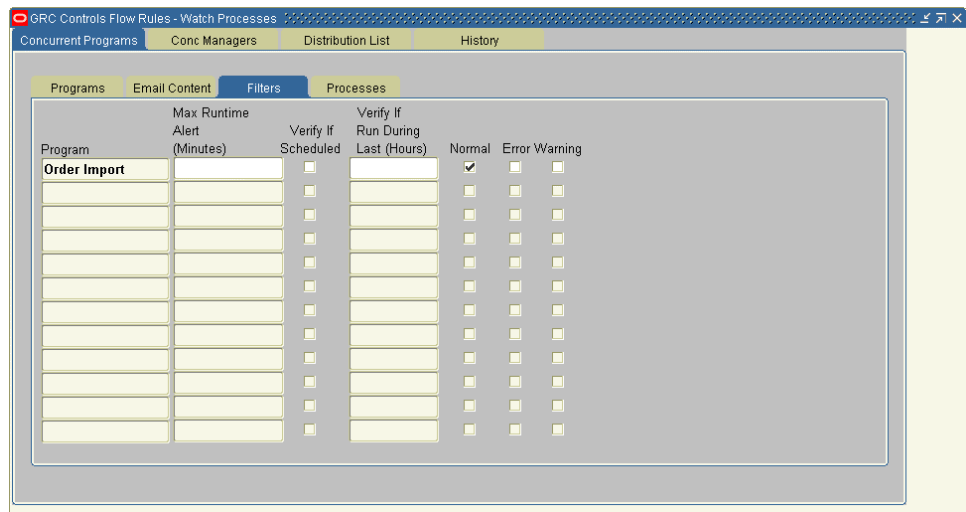 GRC Controls Flow Rules - Watch Processes
Concurrent Programs Conc Managers Distribution List History
Programs Email Content Filters Processes
Max Runtime Verify If
Alert Verify If Run During
Program (Minutes) Scheduled Last (Hours) Normal Error Warning
Order Import